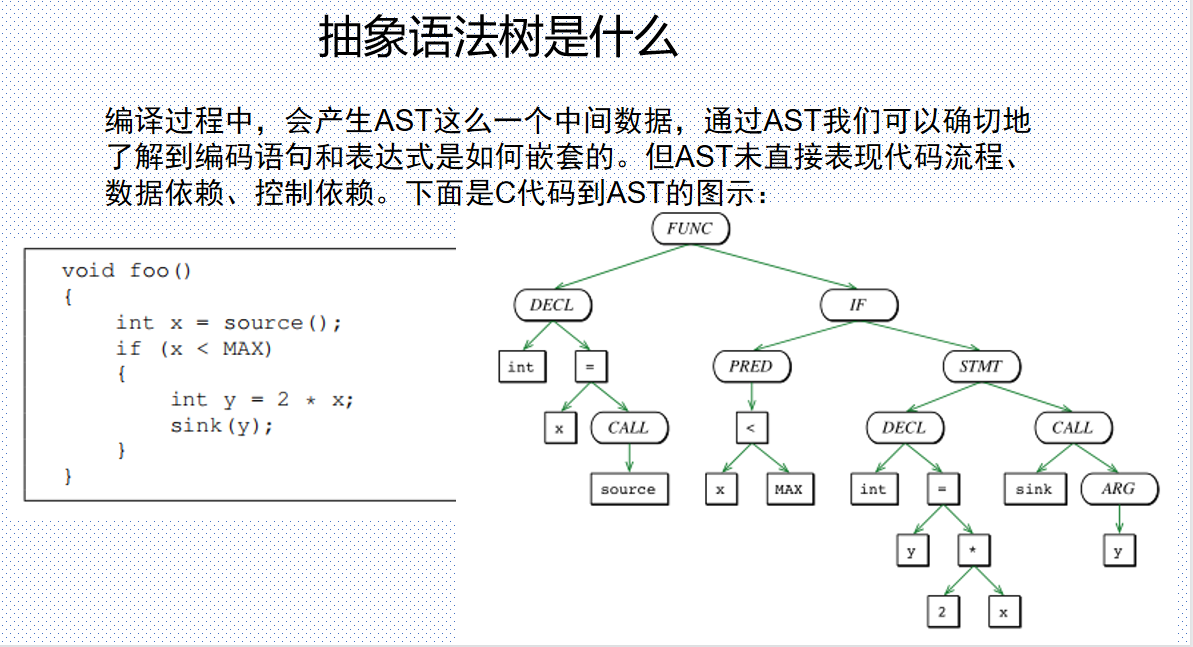 抽象语法树是什么
编译过程中，会产生AST这么一个中间数据，通过AST我们可以确切地
了解到编码语句和表达式是如何嵌套的。但AST未直接表现代码流程、
数据依赖、控制依赖。下面是C代码到AST的图示：
void foo()
{
int x = source();
if (x < MAX)
{
int y = 2 * x;
sink(y);
}
}
FUNC
DECL IF
int = PRED STMT
x CALL < DECL CALL
source x MAX int = sink ARG
y * y
2 x